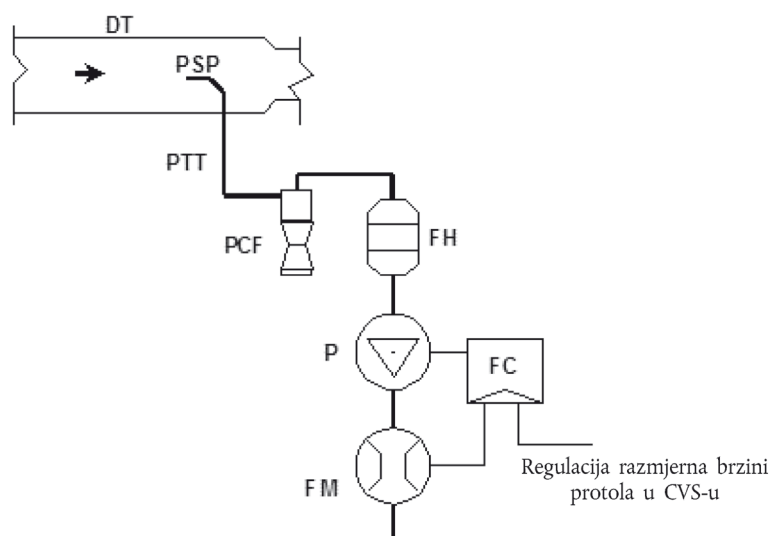 DT
PSP
PTT
PCF
FH
P
FC
FM
Regulacija razmjerna brzini
protola u CVS-u